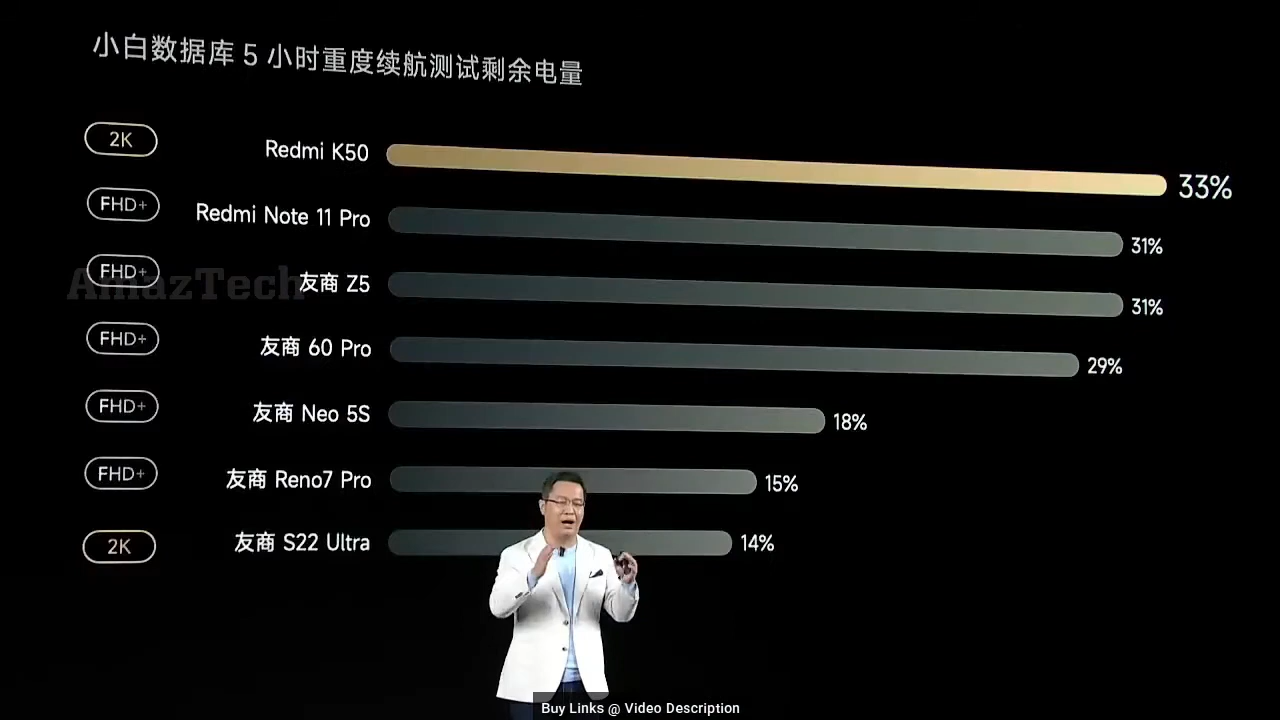 小白数据库 5 小时重度续航测试剩余电量
2K Redmi K50 33%
FHD+ Redmi Note 11 Pro 31%
FHD+ 友商 Z5 31%
AmazTech
FHD+ 友商 60 Pro 29%
FHD+ 友商 Neo 5S 18%
FHD+ 友商 Reno7 Pro 15%
2K 友商 S22 Ultra 14%
Buy Links @ Video Description